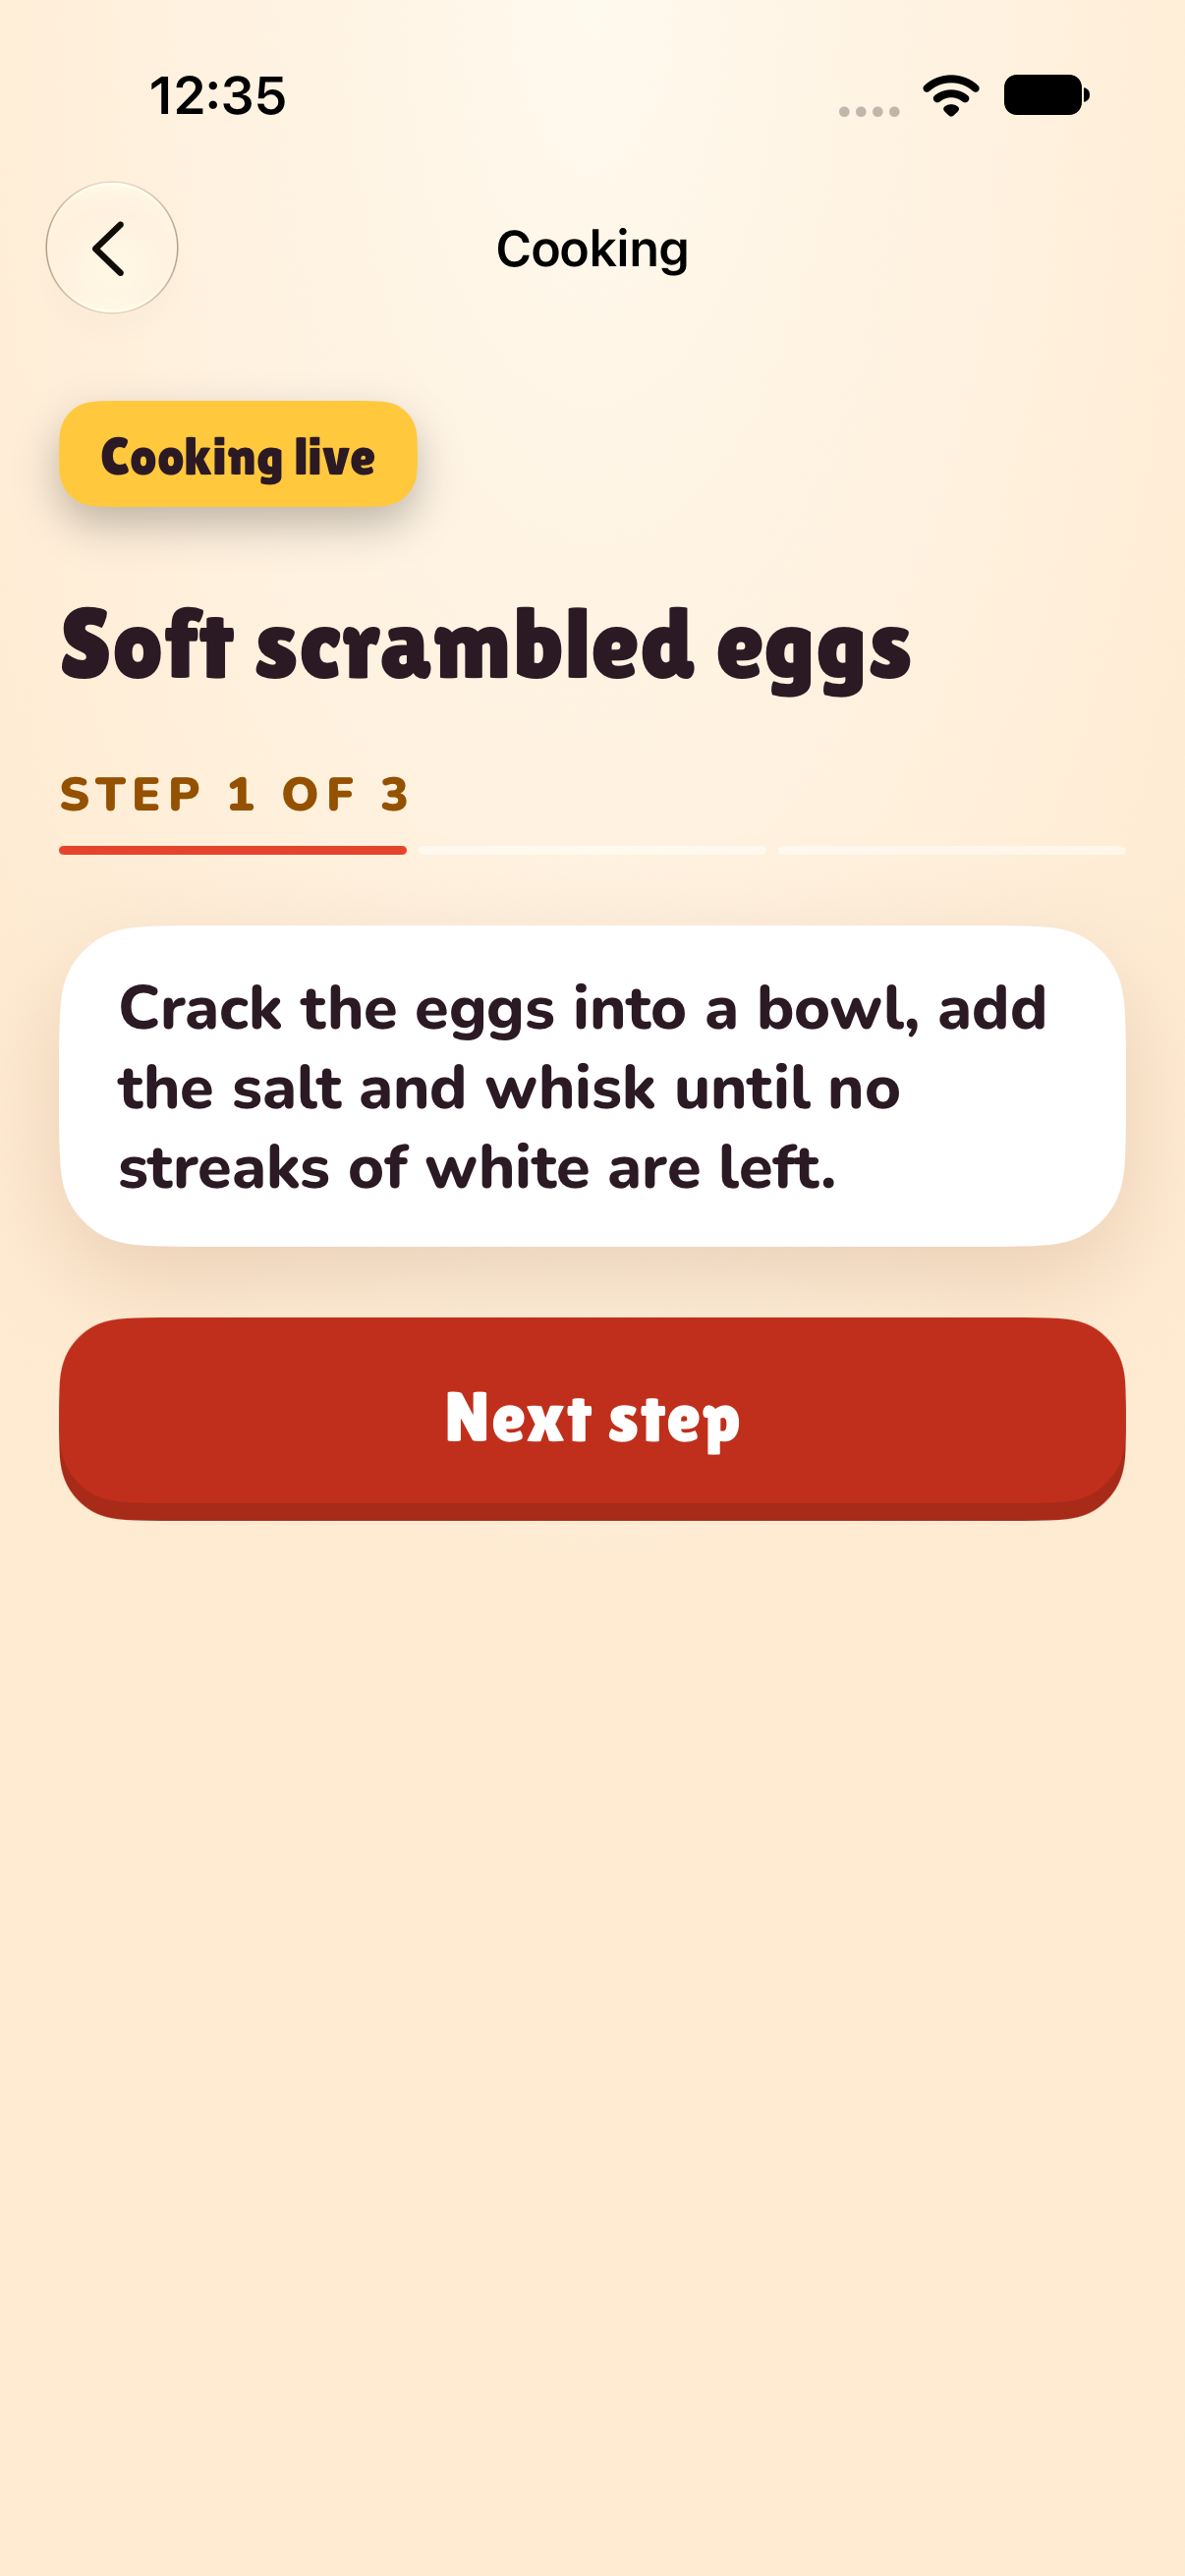 12:35
Cooking
Cooking live
Soft scrambled eggs
STEP 1 OF 3
Crack the eggs into a bowl, add
the salt and whisk until no
streaks of white are left.
Next step